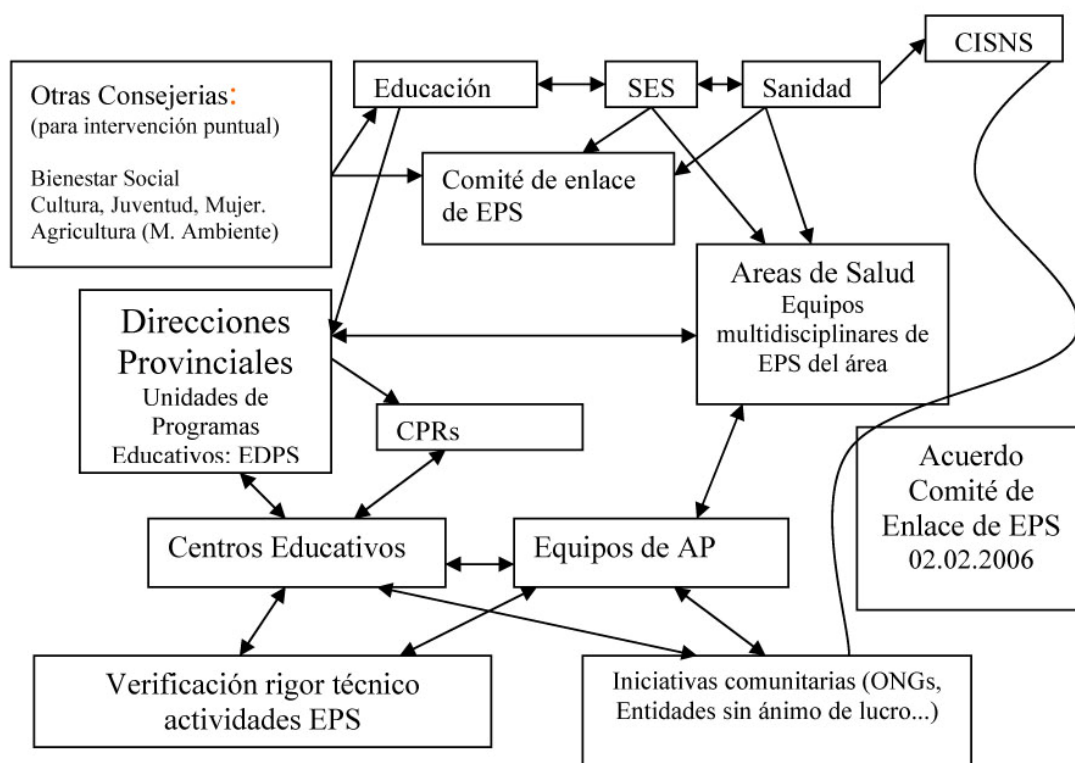 CISNS
Otras Consejerias:
(para intervención puntual)
Bienestar Social
Cultura, Juventud, Mujer.
Agricultura (M. Ambiente)
Educación
SES
Sanidad
Comité de enlace
de EPS
Areas de Salud
Equipos
multidisciplinares de
EPS del área
Direcciones
Provinciales
Unidades de
Programas
Educativos: EDPS
CPRs
Acuerdo
Comité de
Enlace de EPS
02.02.2006
Centros Educativos
Equipos de AP
Verificación rigor técnico
actividades EPS
Iniciativas comunitarias (ONGs,
Entidades sin ánimo de lucro...)